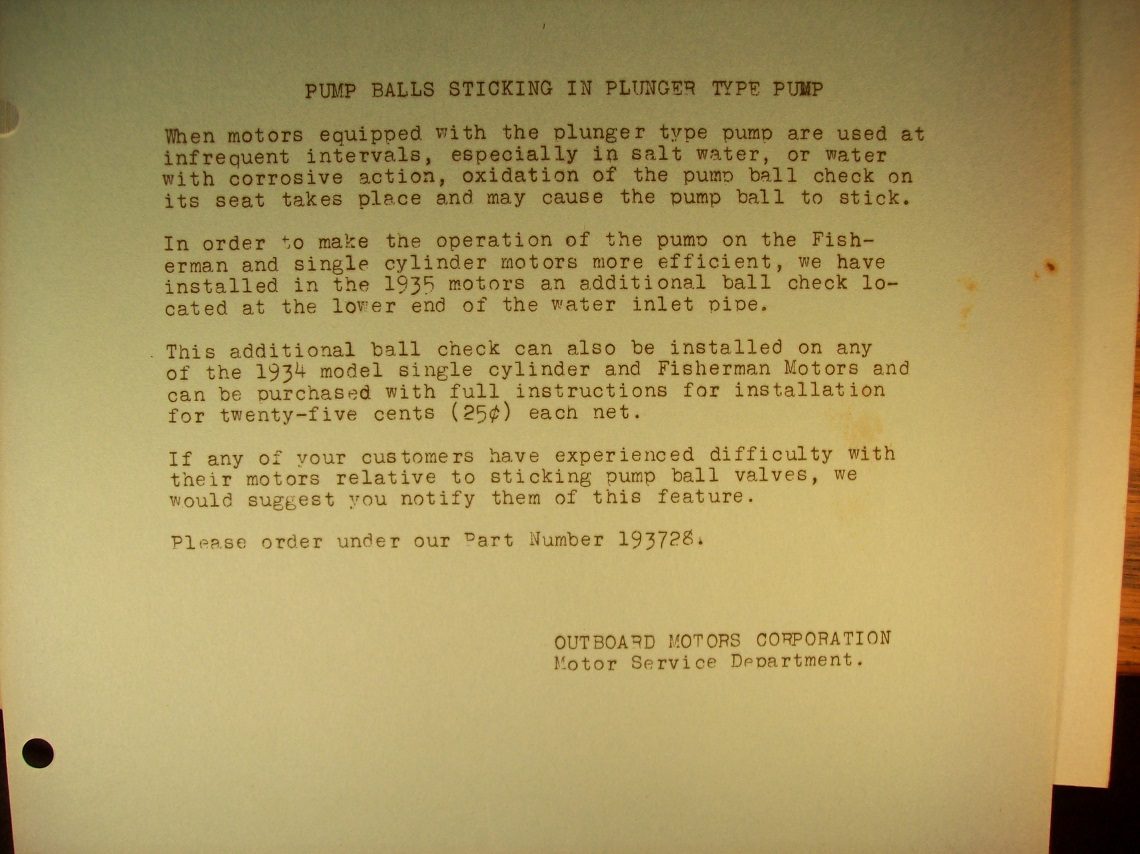 PUMP BALLS STICKING IN PLUNGER TYPE PUMP
When motors equipped with the plunger type pump are used at
infrequent intervals, especially in salt water, or water
with corrosive action, oxidation of the pump ball check on
its seat takes place and may cause the pump ball to stick.
In order to make the operation of the pump on the Fish-
erman and single cylinder motors more efficient, we have
installed in the 1935 motors an additional ball check lo-
cated at the lower end of the water inlet pipe.
This additional ball check can also be installed on any
of the 1934 model single cylinder and Fisherman Motors and
can be purchased with full instructions for installation
for twenty-five cents (25¢) each net.
If any of your customers have experienced difficulty with
their motors relative to sticking pump ball valves, we
would suggest you notify them of this feature.
Please order under our Part Number 193728.
OUTBOARD MOTORS CORPORATION
Motor Service Department.